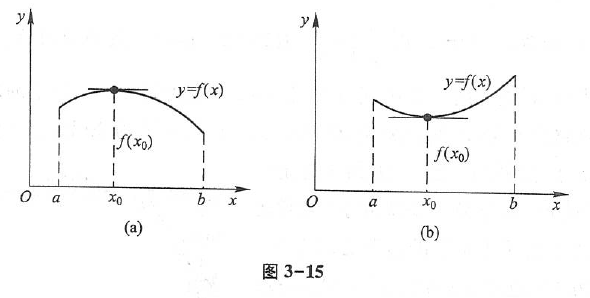 y
y=f(x)
f(x₀)
O a x₀ b x
(a)
y
y=f(x)
f(x₀)
O a x₀ b x
(b)
图 3-15